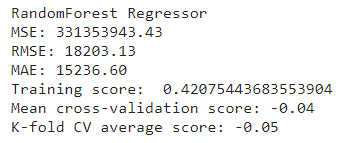 RandomForest Regressor
MSE: 331353943.43
RMSE: 18203.13
MAE: 15236.60
Training score:  0.42075443683553904
Mean cross-validation score: -0.04
K-fold CV average score: -0.05